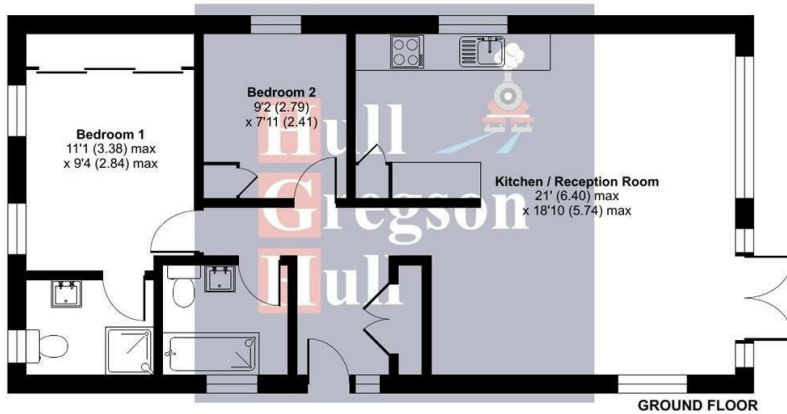 Bedroom 1
11'1 (3.38) max
x 9'4 (2.84) max
Bedroom 2
9'2 (2.79)
x 7'11 (2.41)
Kitchen / Reception Room
21' (6.40) max
x 18'10 (5.74) max
Hull
Gregson
Hull
GROUND FLOOR